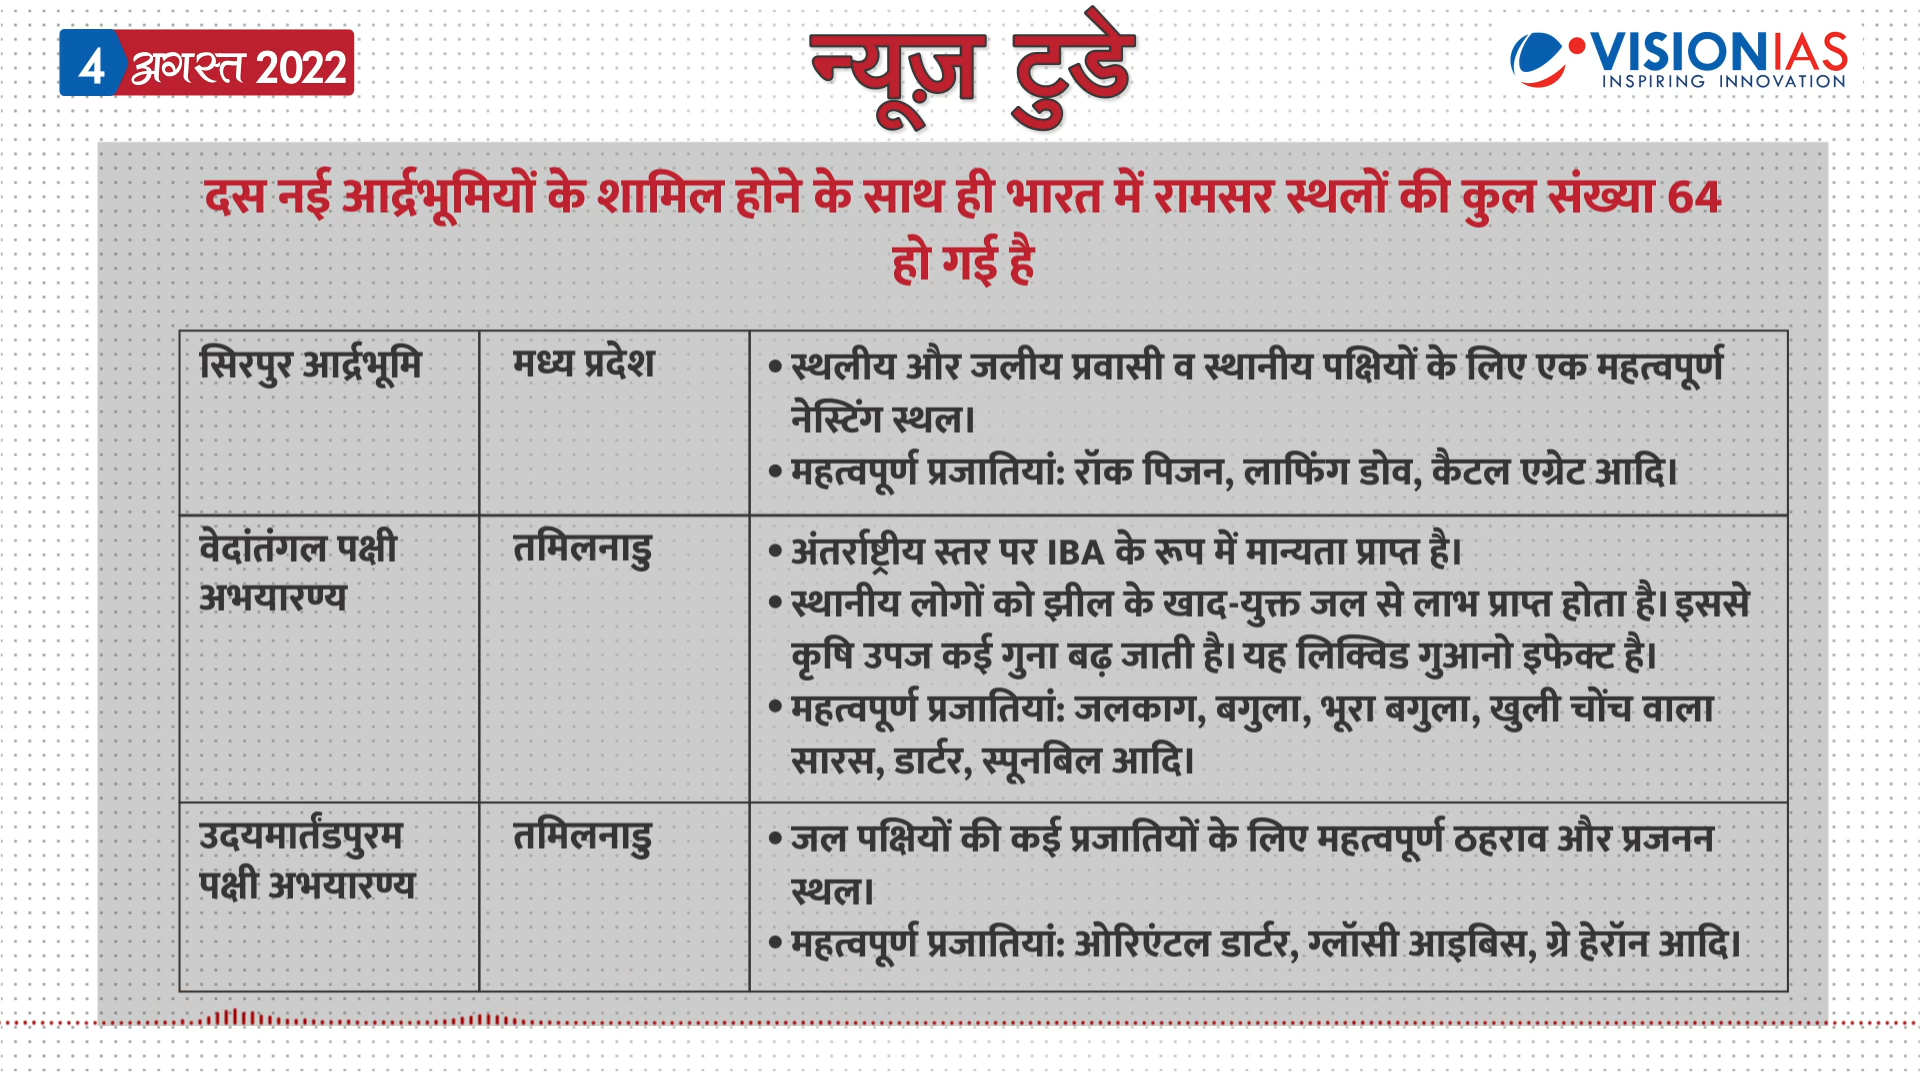 4 अगस्त 2022
न्यूज़ टुडे
VISIONIAS
INSPIRING INNOVATION
दस नई आर्द्रभूमियों के शामिल होने के साथ ही भारत में रामसर स्थलों की कुल संख्या 64
हो गई है
सिरपुर आर्द्रभूमि
मध्य प्रदेश
• स्थलीय और जलीय प्रवासी व स्थानीय पक्षियों के लिए एक महत्वपूर्ण
नेस्टिंग स्थल।
• महत्वपूर्ण प्रजातियां: रॉक पिजन, लाफिंग डोव, कैटल एग्रेट आदि।
वेदांतंगल पक्षी
अभयारण्य
तमिलनाडु
• अंतर्राष्ट्रीय स्तर पर IBA के रूप में मान्यता प्राप्त है।
• स्थानीय लोगों को झील के खाद-युक्त जल से लाभ प्राप्त होता है। इससे
कृषि उपज कई गुना बढ़ जाती है। यह लिक्विड गुआनो इफेक्ट है।
• महत्वपूर्ण प्रजातियां: जलकाग, बगुला, भूरा बगुला, खुली चोंच वाला
सारस, डार्टर, स्पूनबिल आदि।
उदयमार्तंडपुरम
पक्षी अभयारण्य
तमिलनाडु
• जल पक्षियों की कई प्रजातियों के लिए महत्वपूर्ण ठहराव और प्रजनन
स्थल।
• महत्वपूर्ण प्रजातियां: ओरिएंटल डार्टर, ग्लॉसी आइबिस, ग्रे हेरॉन आदि।